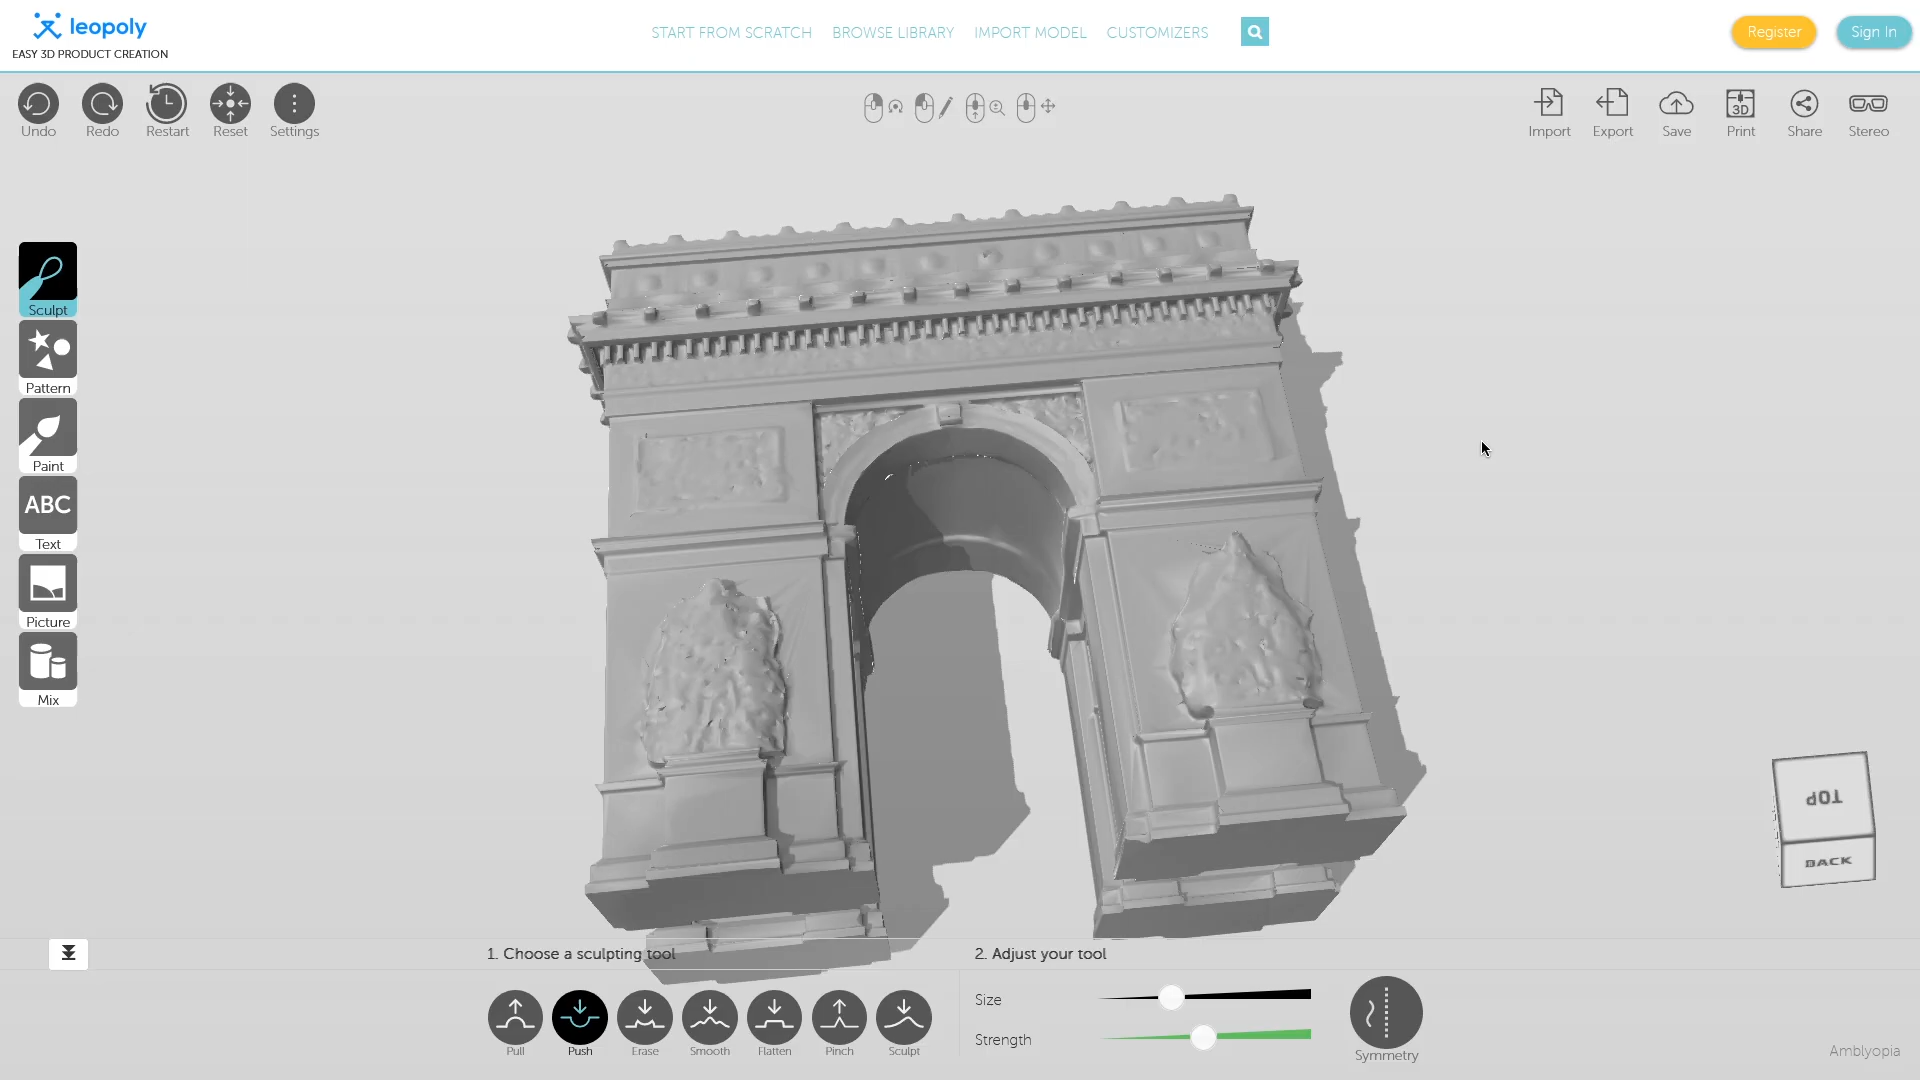 leopoly
EASY 3D PRODUCT CREATION
START FROM SCRATCH
BROWSE LIBRARY
IMPORT MODEL
CUSTOMIZERS
Register
Sign In
Undo
Redo
Restart
Reset
Settings
Import
Export
Save
3D
Print
Share
Stereo
Sculpt
Pattern
Paint
ABC
Text
Picture
Mix
TOP
BACK
1. Choose a sculpting tool
2. Adjust your tool
Pull
Push
Erase
Smooth
Flatten
Pinch
Sculpt
Size
Strength
Symmetry
Amblyopia